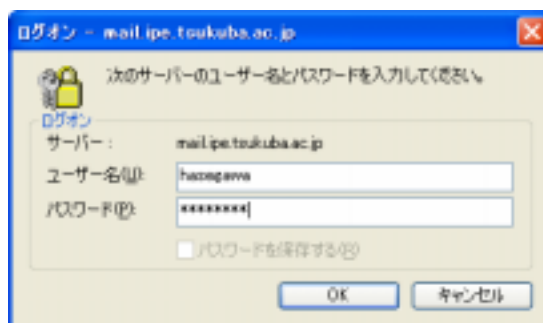 ログオン - mail.ipe.tsukuba.ac.jp
次のサーバーのユーザー名とパスワードを入力してください。
ログオン
サーバー: mail.ipe.tsukuba.ac.jp
ユーザー名(U): hasegawa
パスワード(P): ********
パスワードを保存する(R)
OK キャンセル